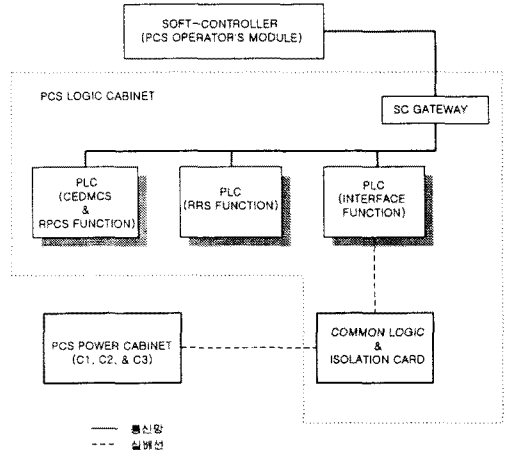 SOFT-CONTROLLER
(PCS OPERATOR'S MODULE)
PCS LOGIC CABINET
SC GATEWAY
PLC
(CEDMCS
&
RPCS FUNCTION)
PLC
(RRS FUNCTION)
PLC
(INTERFACE
FUNCTION)
PCS POWER CABINET
(C1, C2, & C3)
COMMON LOGIC
&
ISOLATION CARD
통신망
실배선